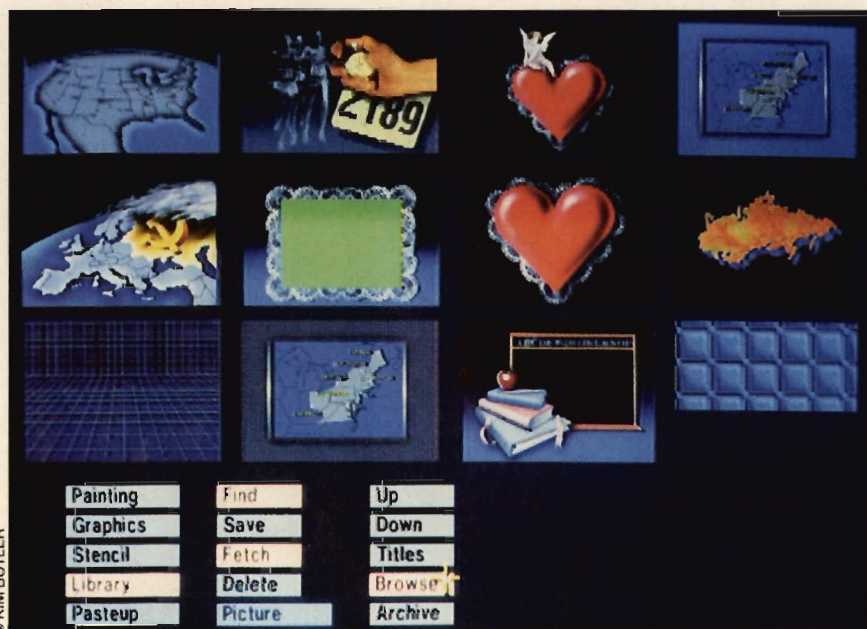 2189
Painting Find Up
Graphics Save Down
Stencil Fetch Titles
Library Delete Browse
Pasteup Picture Archive
© KIM BUTLER